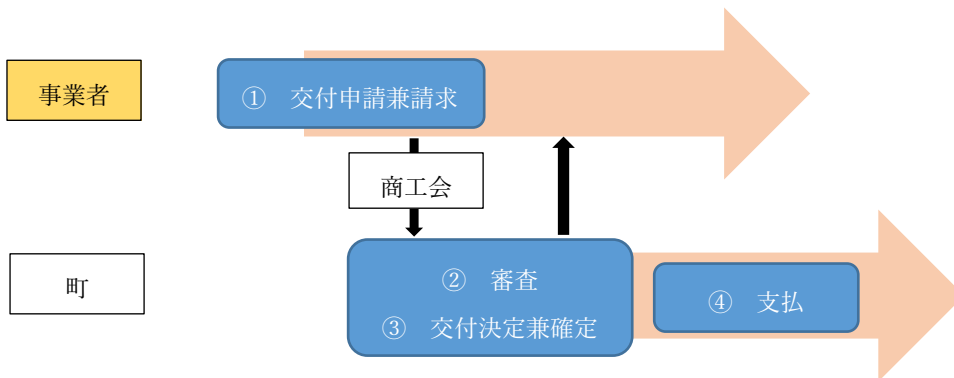 事業者
① 交付申請兼請求
商工会
町
② 審査
③ 交付決定兼確定
④ 支払